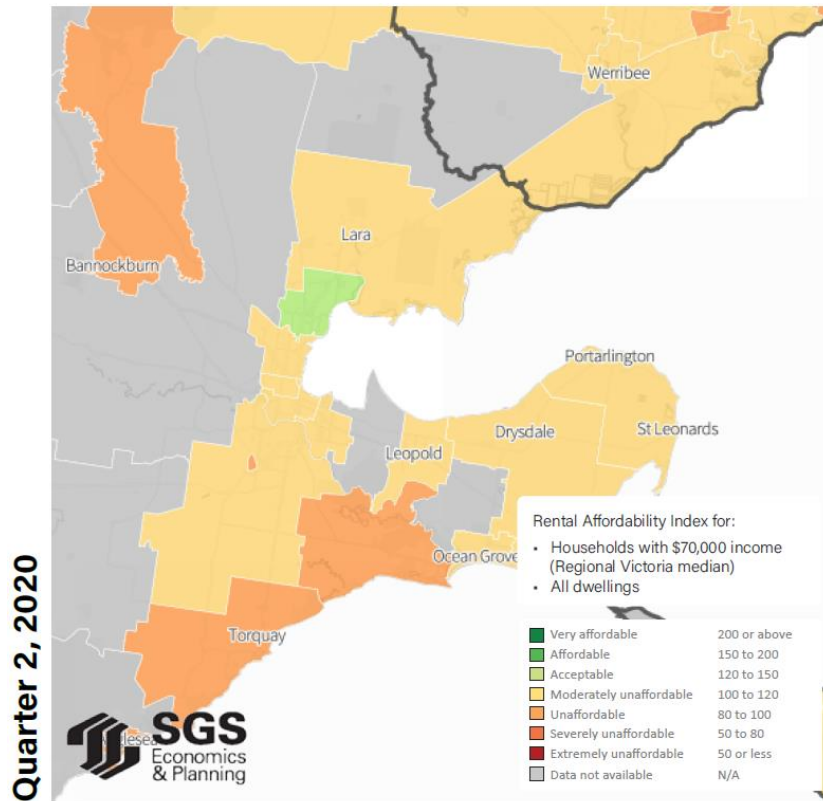 Quarter 2, 2020
Werribee
Lara
Bannockburn
Portarlington
Drysdale
St Leonards
Leopold
Ocean Grove
Torquay
SGS
Economics
& Planning
Rental Affordability Index for:
• Households with $70,000 income
(Regional Victoria median)
• All dwellings
Very affordable 200 or above
Affordable 150 to 200
Acceptable 120 to 150
Moderately unaffordable 100 to 120
Unaffordable 80 to 100
Severely unaffordable 50 to 80
Extremely unaffordable 50 or less
Data not available N/A